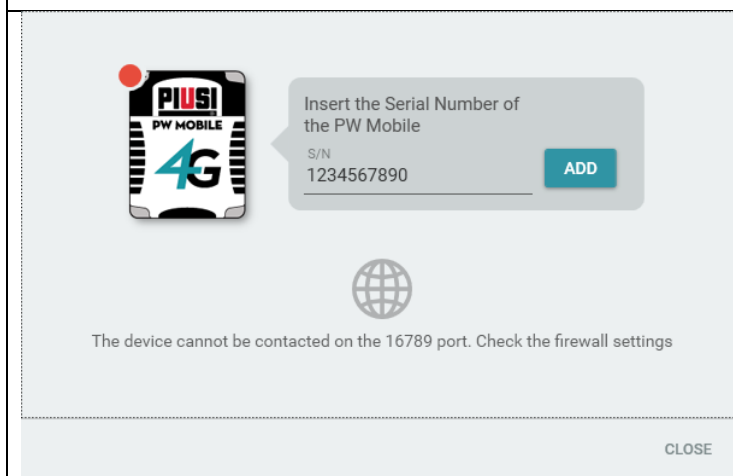 PIUSI
PW MOBILE
4G
Insert the Serial Number of
the PW Mobile
S/N
1234567890
ADD
The device cannot be contacted on the 16789 port. Check the firewall settings
CLOSE